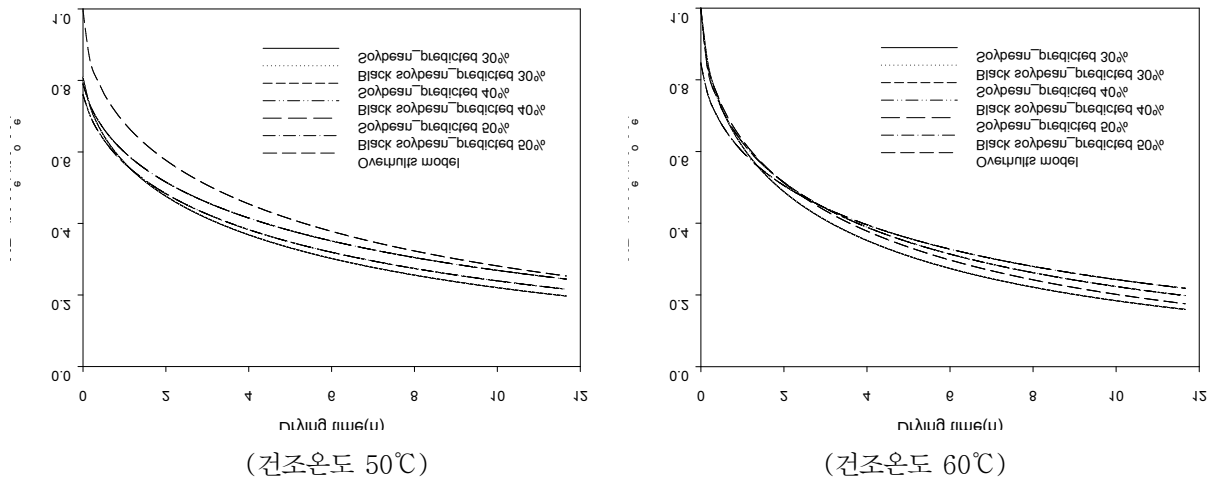 1.0
0.8
0.6
0.4
0.2
0.0
Soybean_predicted 30%
Black soybean_predicted 30%
Soybean_predicted 40%
Black soybean_predicted 40%
Soybean_predicted 50%
Black soybean_predicted 50%
Overhults model
0 2 4 6 8 10 12
Drying time(h)
(건조온도 50℃)
1.0
0.8
0.6
0.4
0.2
0.0
Soybean_predicted 30%
Black soybean_predicted 30%
Soybean_predicted 40%
Black soybean_predicted 40%
Soybean_predicted 50%
Black soybean_predicted 50%
Overhults model
0 2 4 6 8 10 12
Drying time(h)
(건조온도 60℃)